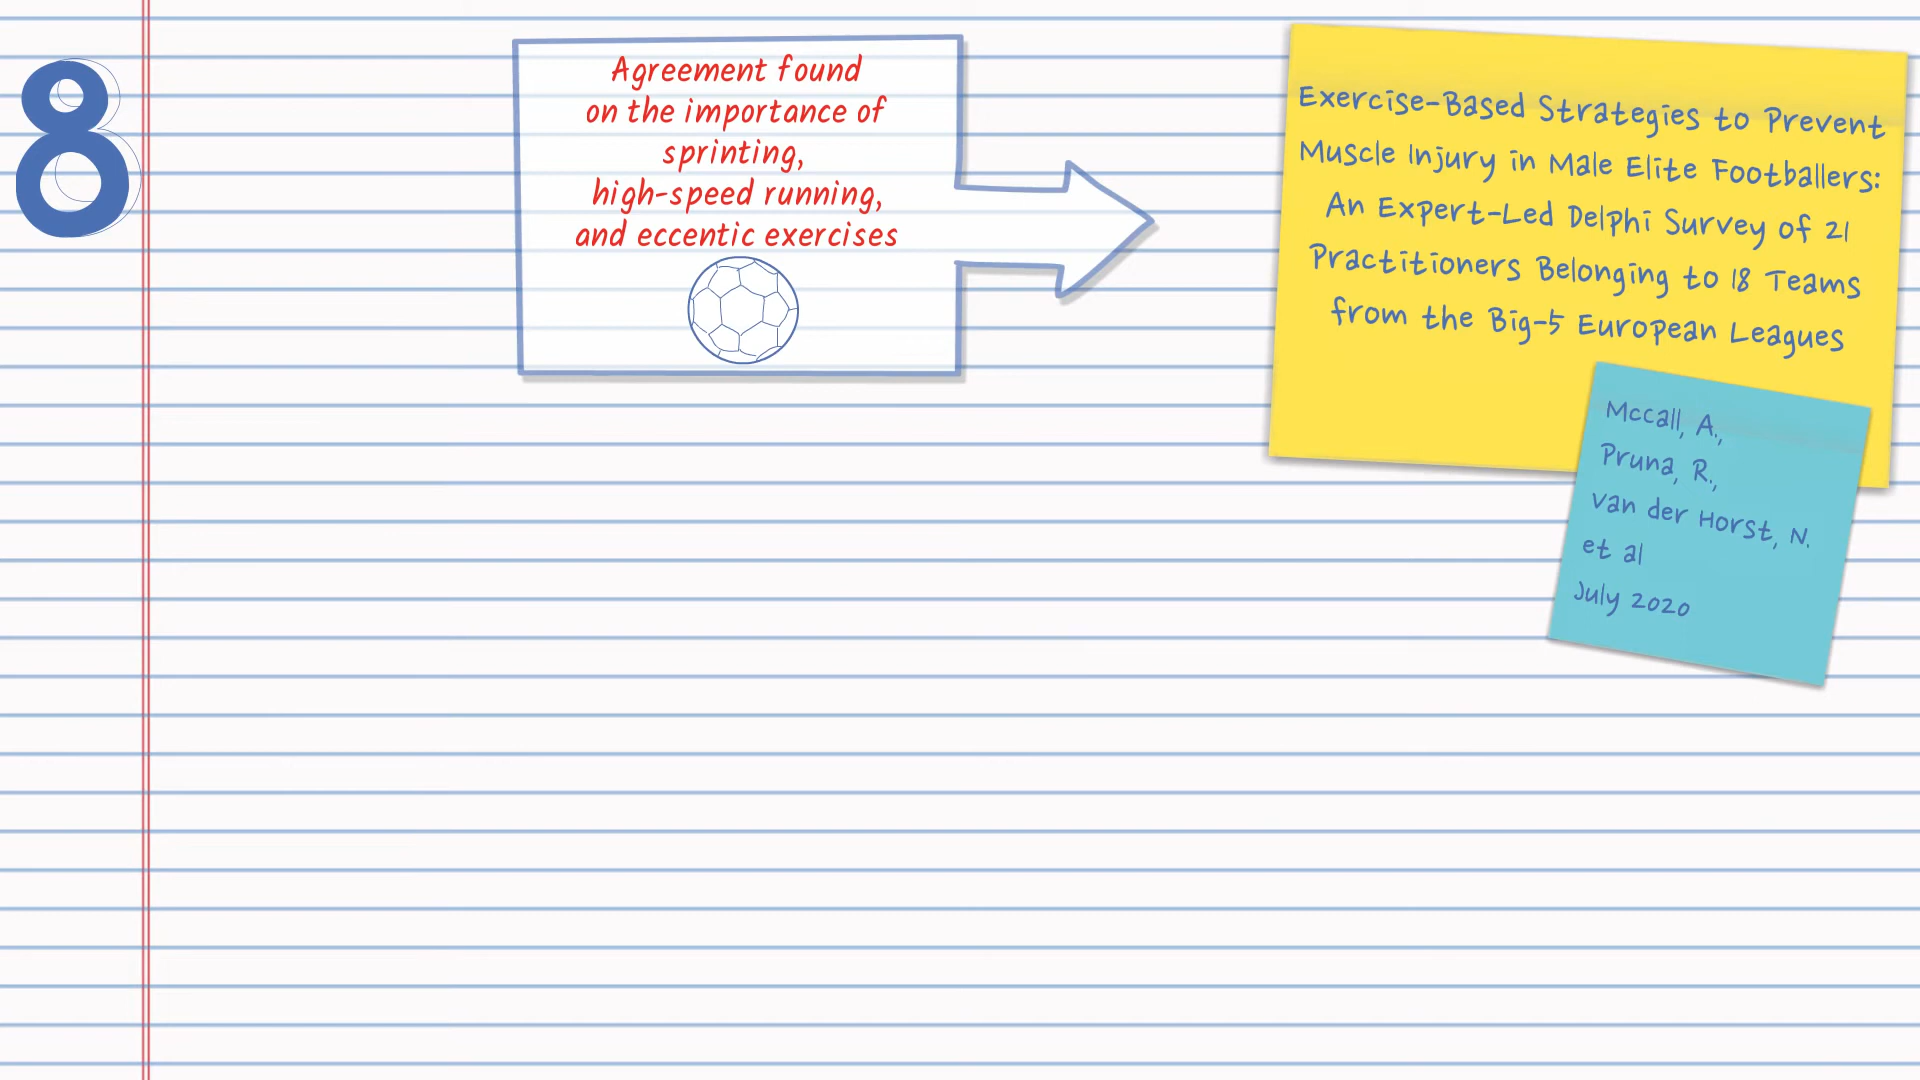 8
Agreement found
on the importance of
sprinting,
high-speed running,
and eccentic exercises
Exercise-Based Strategies to Prevent
Muscle Injury in Male Elite Footballers:
An Expert-Led Delphi Survey of 21
Practitioners Belonging to 18 Teams
from the Big-5 European Leagues
Mccall, A.,
Pruna, R.,
van der Horst, N.
et al
July 2020